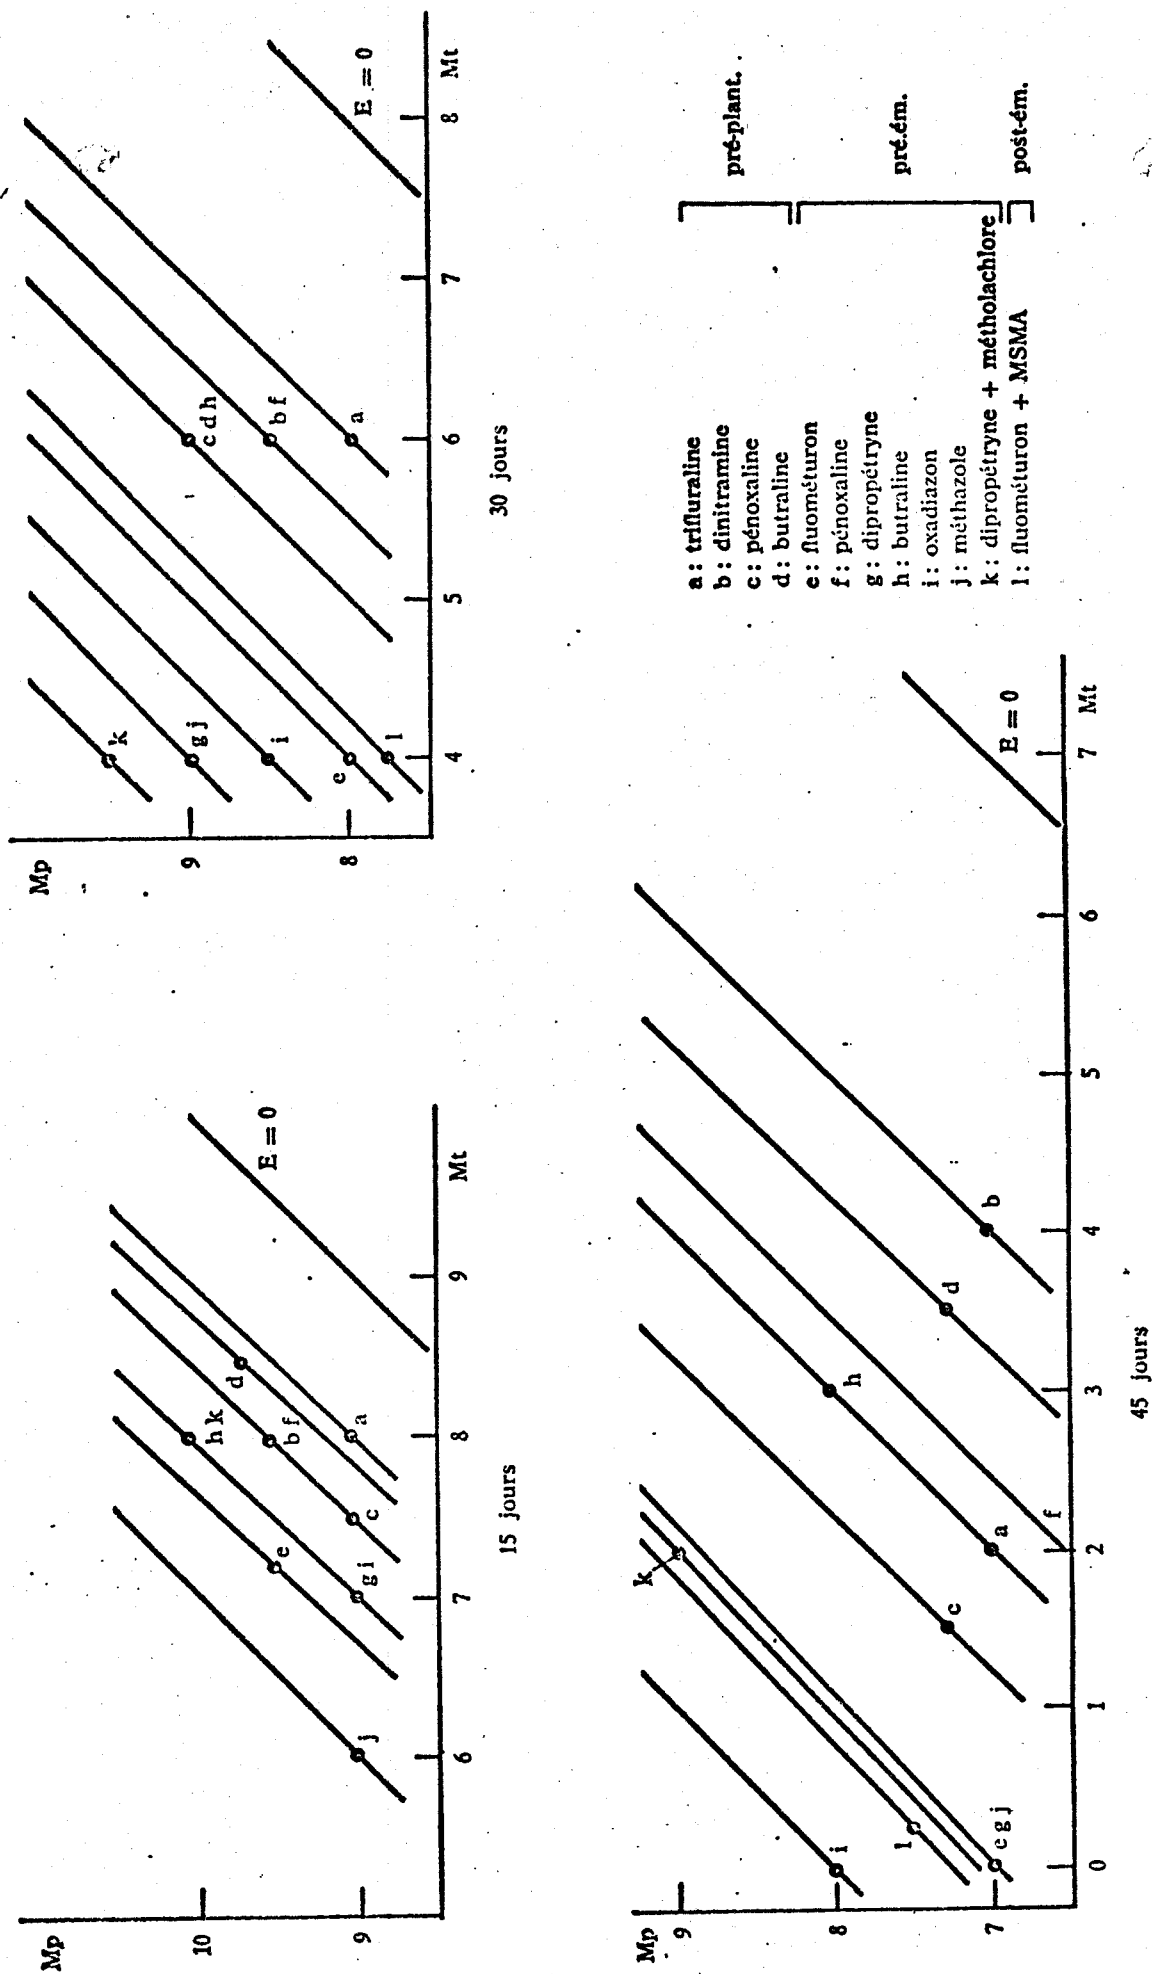 Mp
10
9
j
e
h k
g i
b f
c
d
a
E = 0
6 7 8 9 Mt
15 jours
Mp
9
8
k
g j
i
e
l
c d h
b f
a
E = 0
4 5 6 7 8 Mt
30 jours
Mp
9
8
7
k
i
l
e g j
c
h
a
f
d
b
E = 0
0 1 2 3 4 5 6 7 Mt
45 jours
a : trifluraline
b : dinitramine
c : pénoxaline
d : butraline
e : fluométuron
f : pénoxaline
g : dipropétryne
h : butraline
i : oxadiazon
j : méthazole
k : dipropétryne + métholachlore
l : fluométuron + MSMA
pré-plant. .
pré.ém.
post-ém.